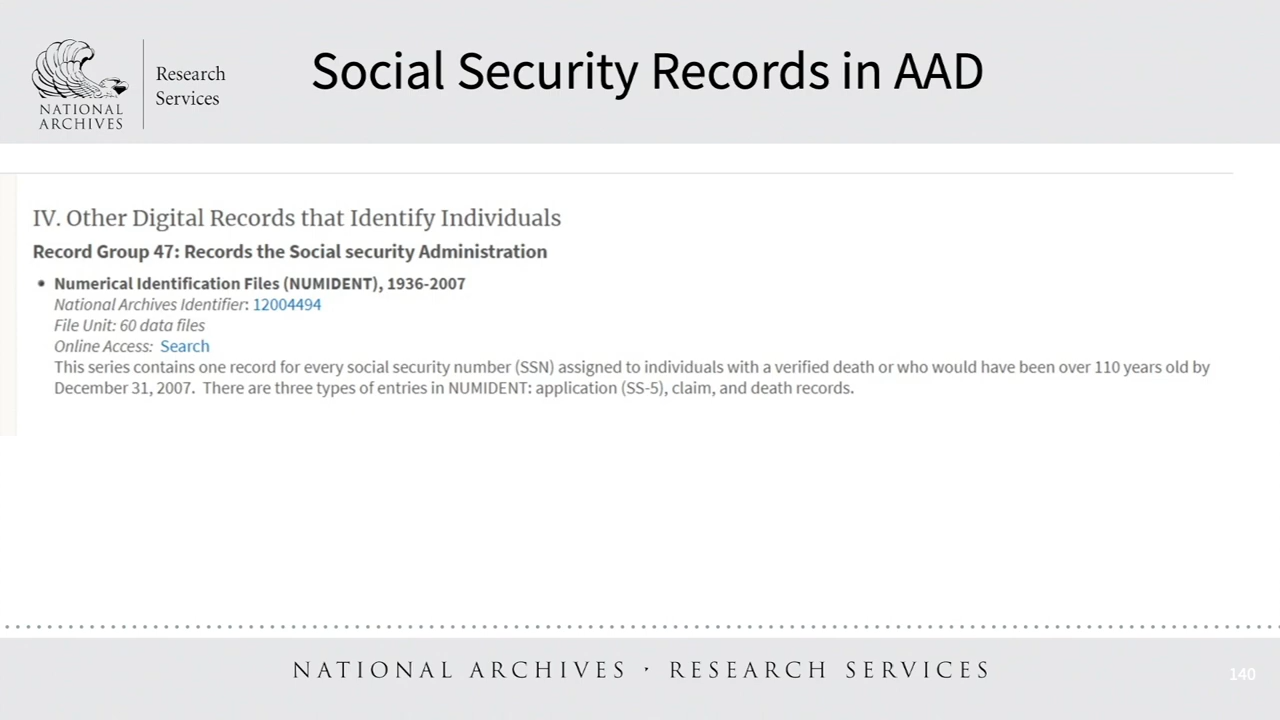 NATIONAL
ARCHIVES
Research
Services
Social Security Records in AAD
IV. Other Digital Records that Identify Individuals
Record Group 47: Records the Social security Administration
• Numerical Identification Files (NUMIDENT), 1936-2007
National Archives Identifier: 12004494
File Unit: 60 data files
Online Access: Search
This series contains one record for every social security number (SSN) assigned to individuals with a verified death or who would have been over 110 years old by
December 31, 2007. There are three types of entries in NUMIDENT: application (SS-5), claim, and death records.
NATIONAL ARCHIVES · RESEARCH SERVICES
140